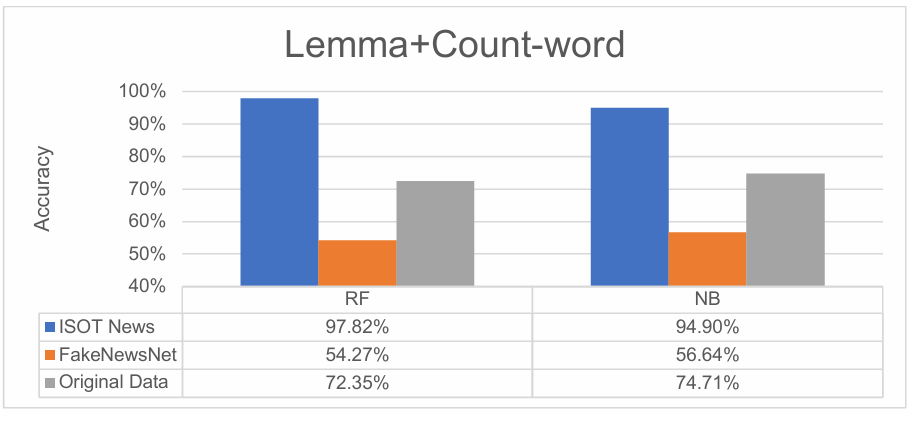 Lemma+Count-word
Accuracy
100%
90%
80%
70%
60%
50%
40%
RF NB
ISOT News 97.82% 94.90%
FakeNewsNet 54.27% 56.64%
Original Data 72.35% 74.71%